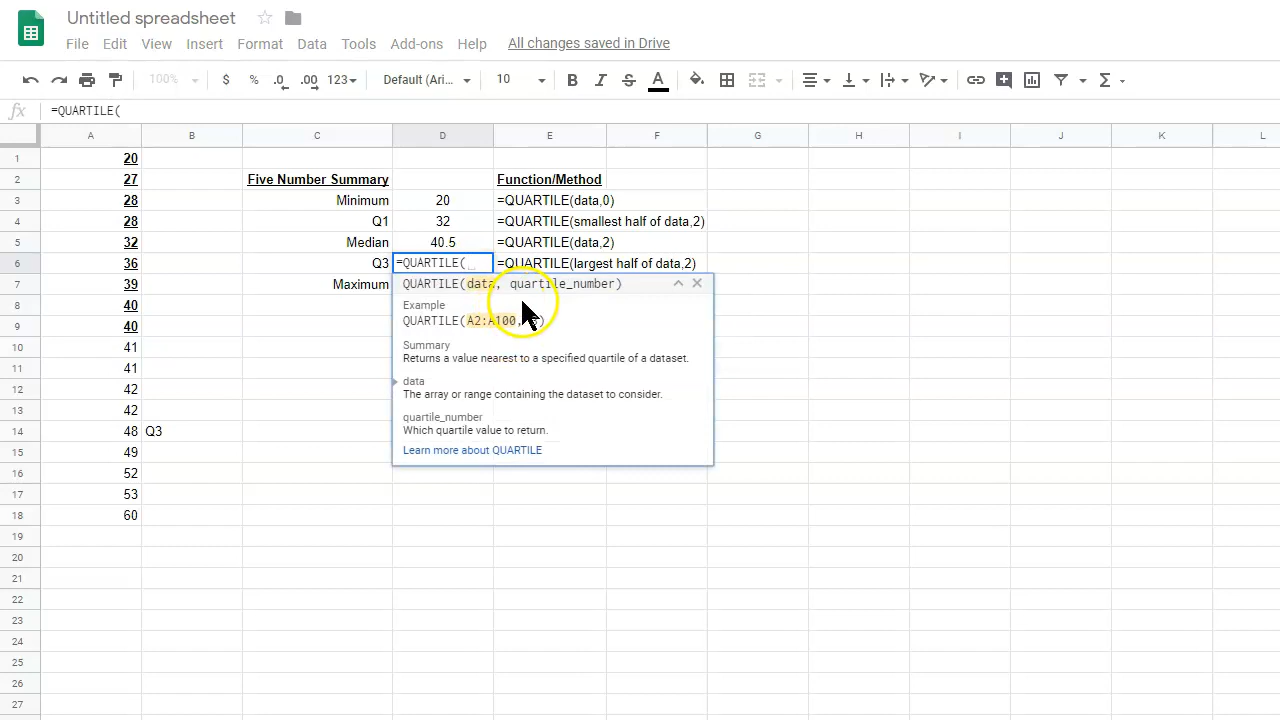 Untitled spreadsheet
File Edit View Insert Format Data Tools Add-ons Help All changes saved in Drive
100% $ % .0 .00 123 Default (Ari... 10 B I S A
fx =QUARTILE(
A B C D E F G H I J K L
1 20
2 27 Five Number Summary Function/Method
3 28 Minimum 20 =QUARTILE(data,0)
4 28 Q1 32 =QUARTILE(smallest half of data,2)
5 32 Median 40.5 =QUARTILE(data,2)
6 36 Q3 =QUARTILE( =QUARTILE(largest half of data,2)
7 39 Maximum QUARTILE(data, quartile_number)
8 40 Example
9 40 QUARTILE(A2:A100, )
10 41 Summary
Returns a value nearest to a specified quartile of a dataset.
11 41 data
12 42 The array or range containing the dataset to consider.
13 42 quartile_number
14 48 Q3 Which quartile value to return.
15 49 Learn more about QUARTILE
16 52
17 53
18 60
19
20
21
22
23
24
25
26
27